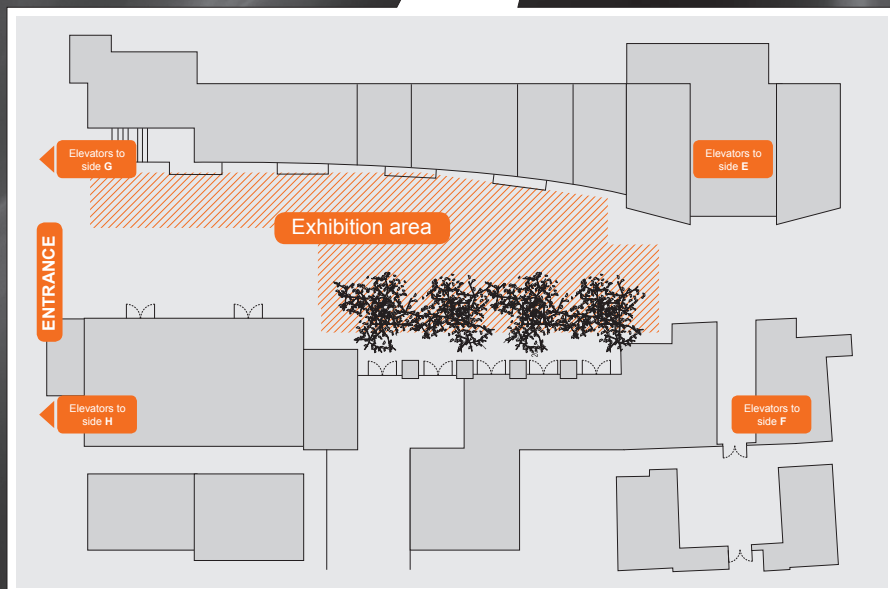 Elevators to
side G
Elevators to
side E
Exhibition area
ENTRANCE
Elevators to
side H
Elevators to
side F